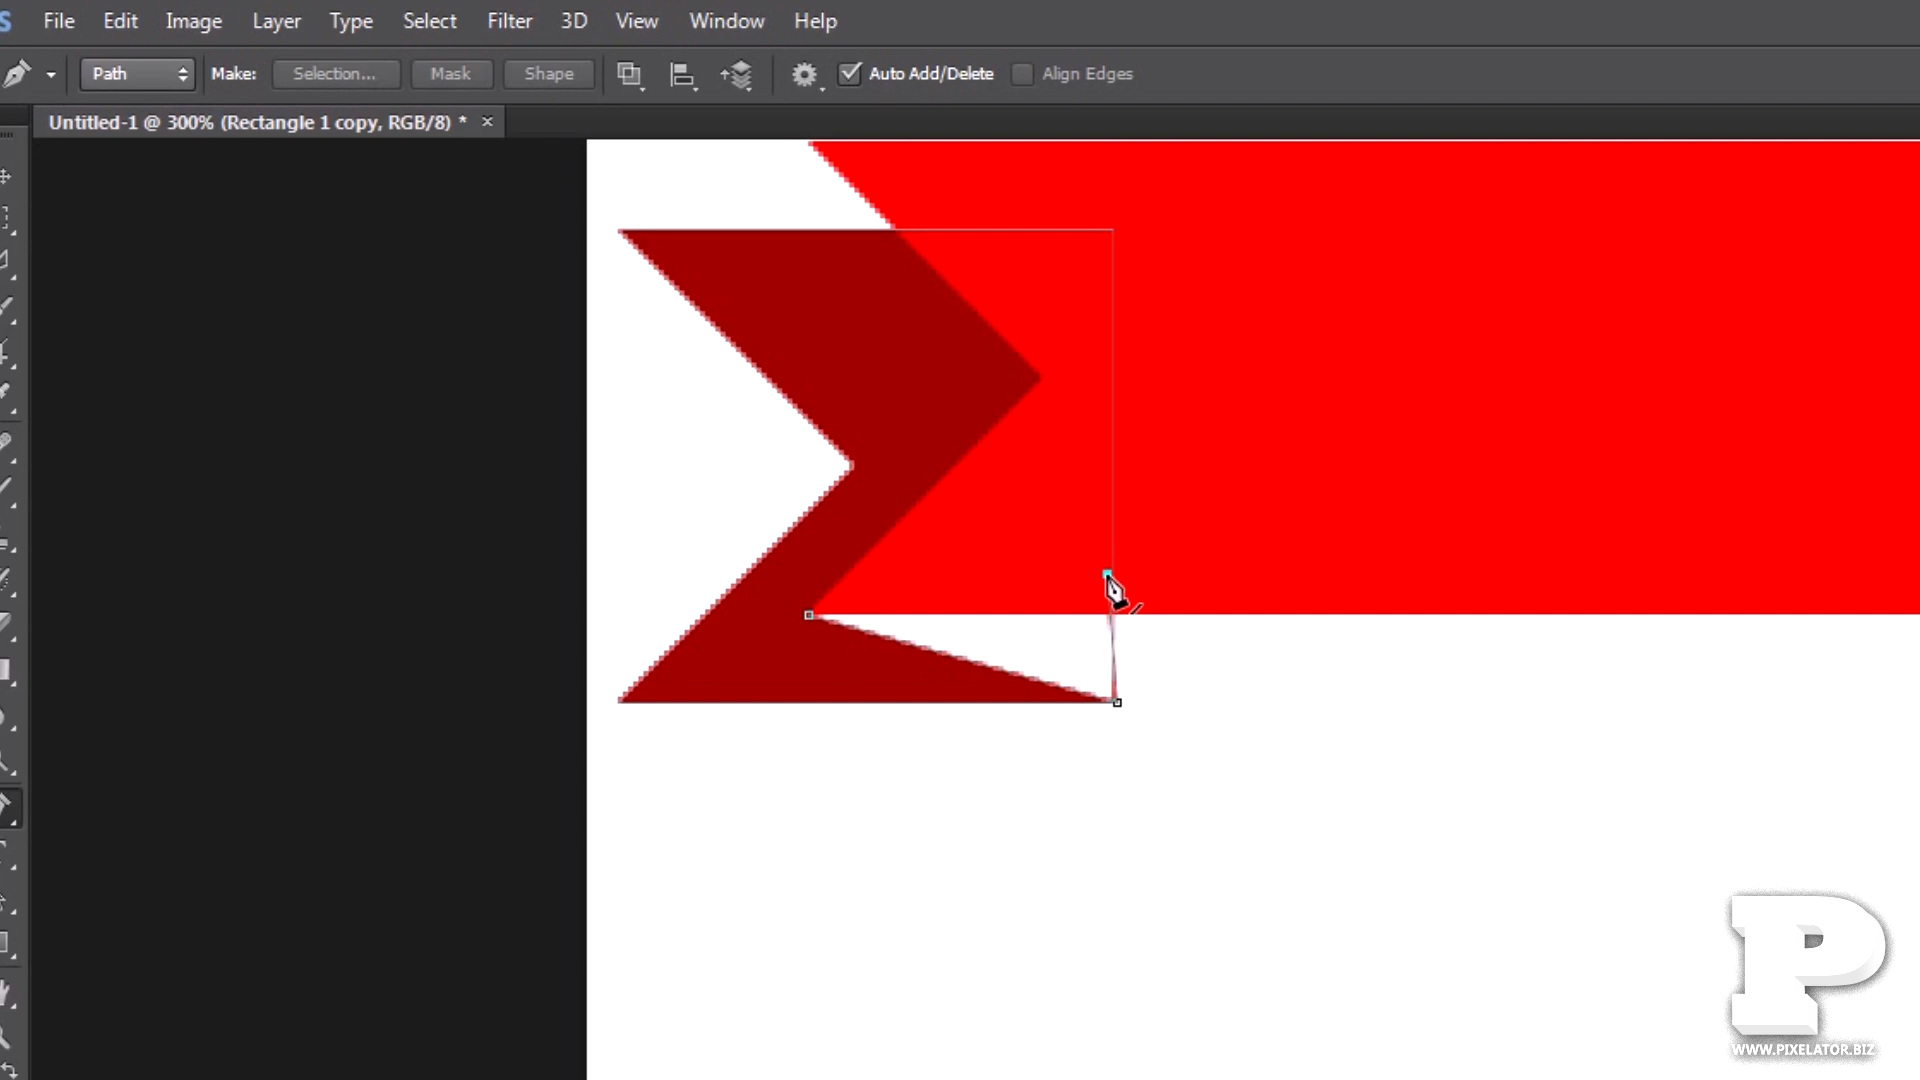 S File Edit Image Layer Type Select Filter 3D View Window Help
Path Make: Selection... Mask Shape Auto Add/Delete Align Edges
Untitled-1 @ 300% (Rectangle 1 copy, RGB/8) * ×
P
WWW.PIXELATOR.BIZ